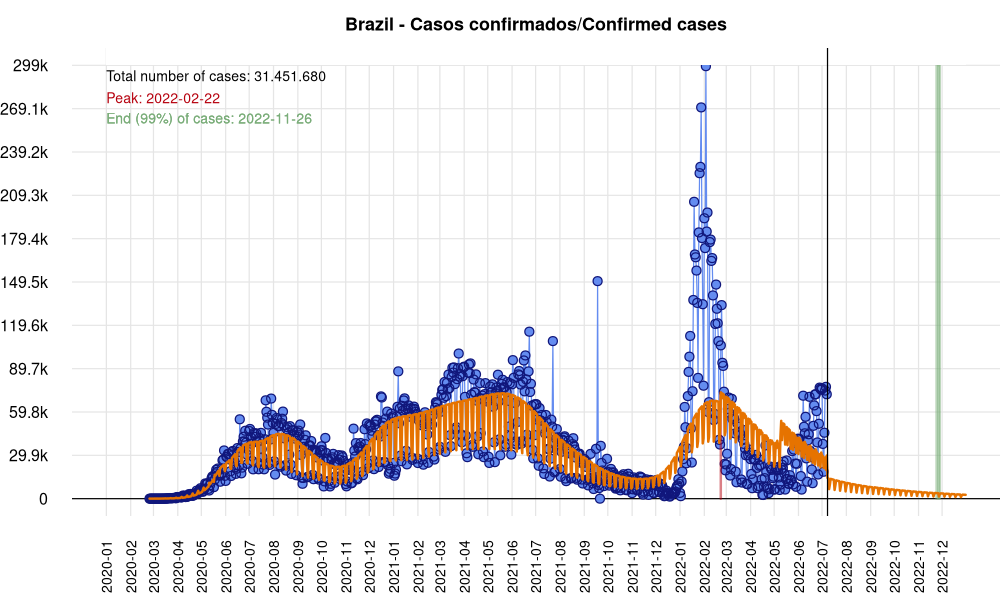 Brazil - Casos confirmados/Confirmed cases
299k
Total number of cases: 31.451.680
Peak: 2022-02-22
269.1k
End (99%) of cases: 2022-11-26
239.2k
209.3k
179.4k
149.5k
119.6k
89.7k
59.8k
29.9k
0
2020-01
2020-02
2020-03
2020-04
2020-05
2020-06
2020-07
2020-08
2020-09
2020-10
2020-11
2020-12
2021-01
2021-02
2021-03
2021-04
2021-05
2021-06
2021-07
2021-08
2021-09
2021-10
2021-11
2021-12
2022-01
2022-02
2022-03
2022-04
2022-05
2022-06
2022-07
2022-08
2022-09
2022-10
2022-11
2022-12